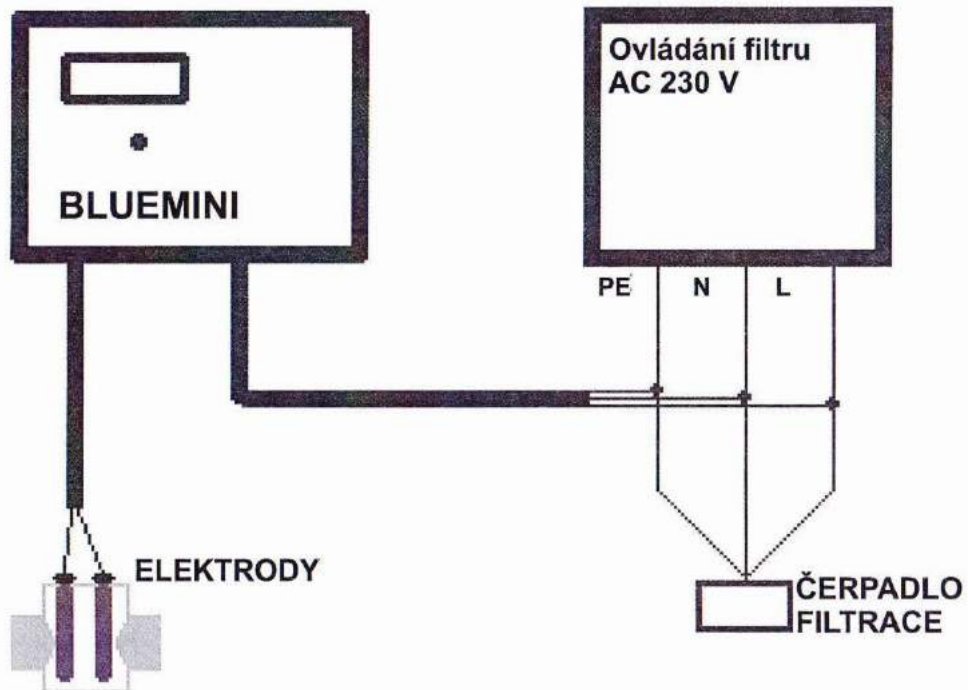 Ovládání filtru
AC 230 V
BLUEMINI
PE N L
ELEKTRODY
ČERPADLO
FILTRACE